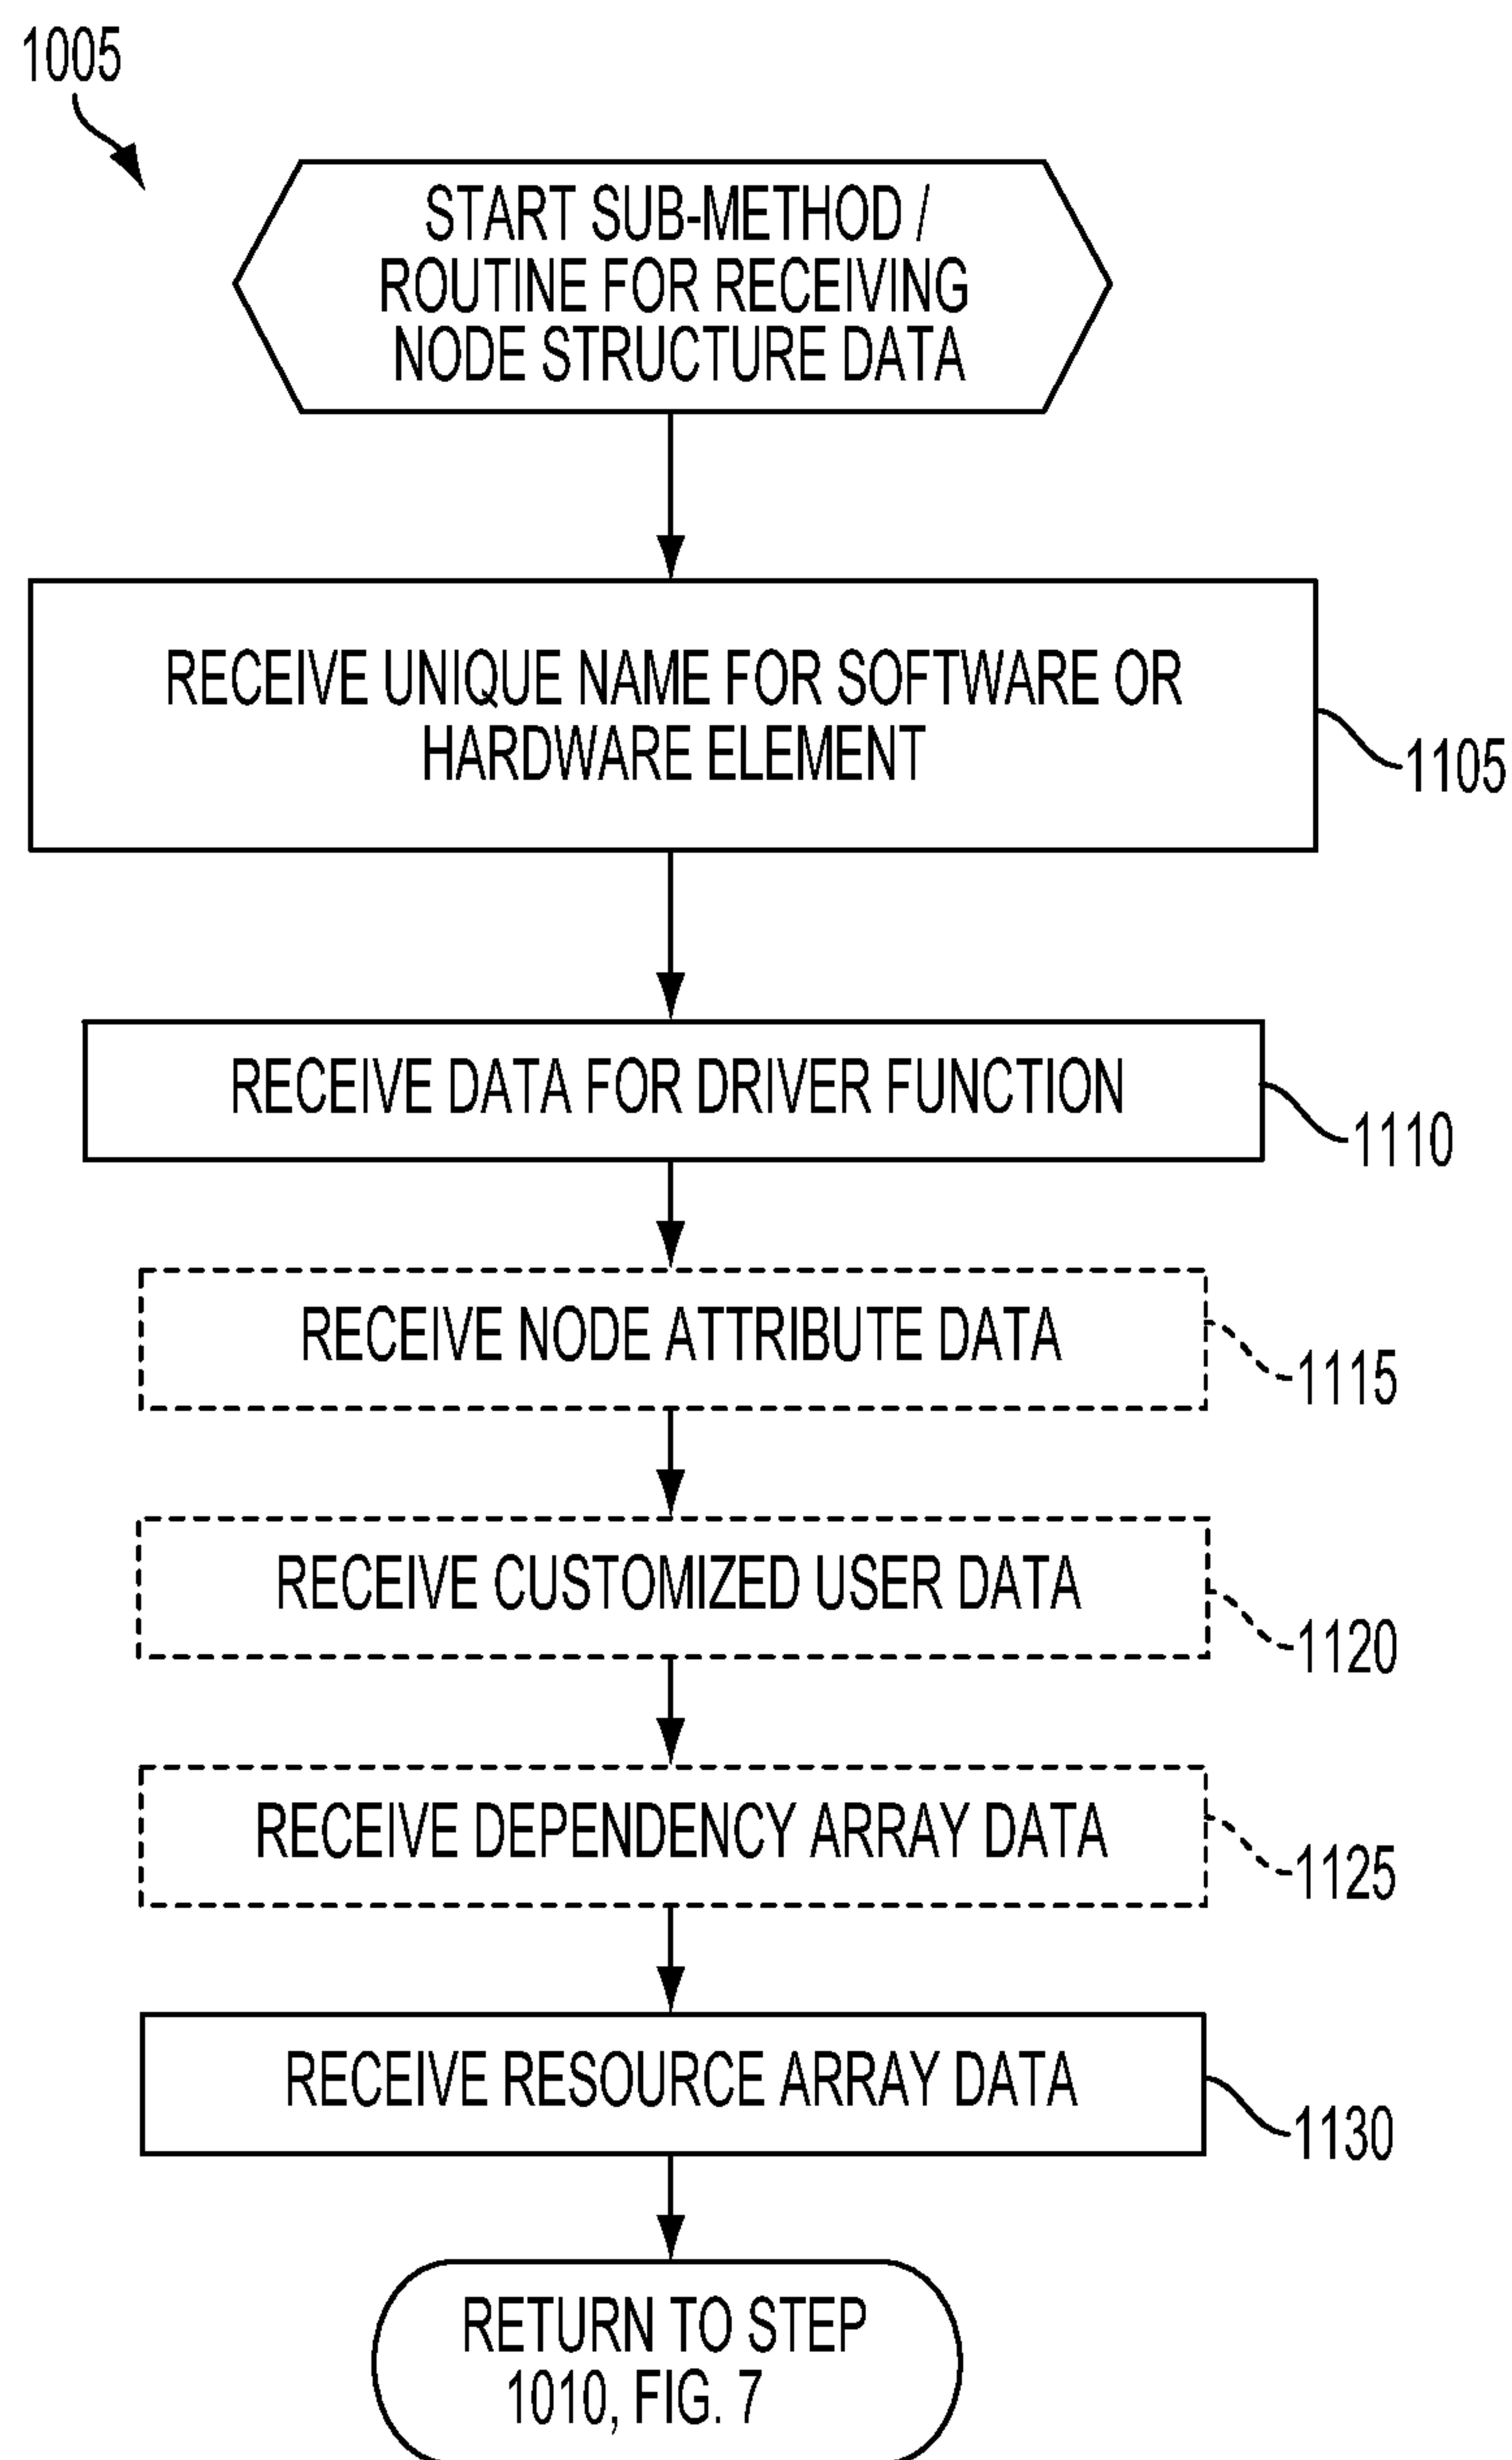 1005
START SUB-METHOD /
ROUTINE FOR RECEIVING
NODE STRUCTURE DATA
RECEIVE UNIQUE NAME FOR SOFTWARE OR
HARDWARE ELEMENT
1105
RECEIVE DATA FOR DRIVER FUNCTION
1110
RECEIVE NODE ATTRIBUTE DATA
1115
RECEIVE CUSTOMIZED USER DATA
1120
RECEIVE DEPENDENCY ARRAY DATA
1125
RECEIVE RESOURCE ARRAY DATA
1130
RETURN TO STEP
1010, FIG. 7